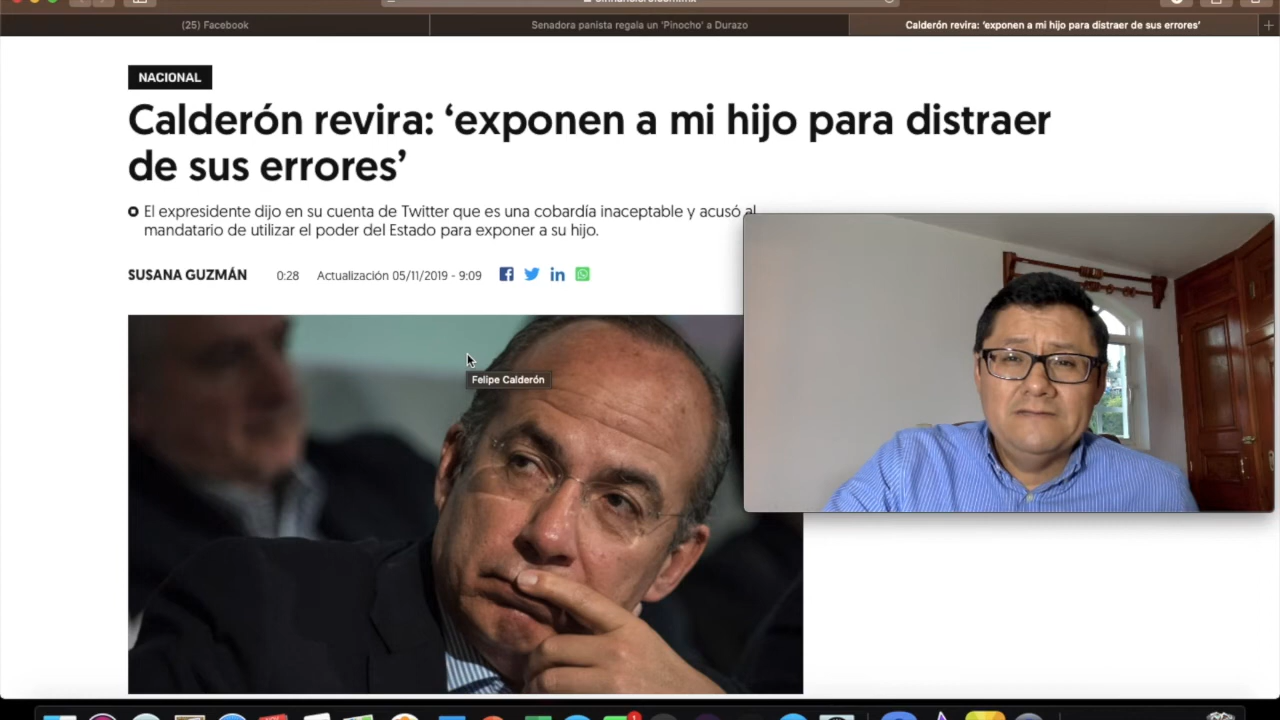 (25) Facebook
Senadora panista regala un 'Pinocho' a Durazo
Calderón revira: ‘exponen a mi hijo para distraer de sus errores’
NACIONAL
Calderón revira: ‘exponen a mi hijo para distraer
de sus errores’
El expresidente dijo en su cuenta de Twitter que es una cobardía inaceptable y acusó al
mandatario de utilizar el poder del Estado para exponer a su hijo.
SUSANA GUZMÁN 0:28 Actualización 05/11/2019 - 9:09
Felipe Calderón